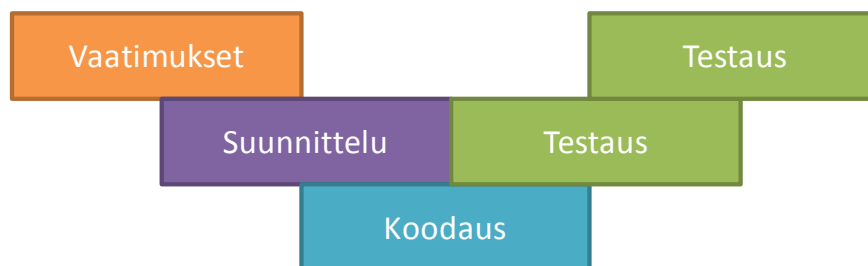 Vaatimukset
Testaus
Suunnittelu
Testaus
Koodaus